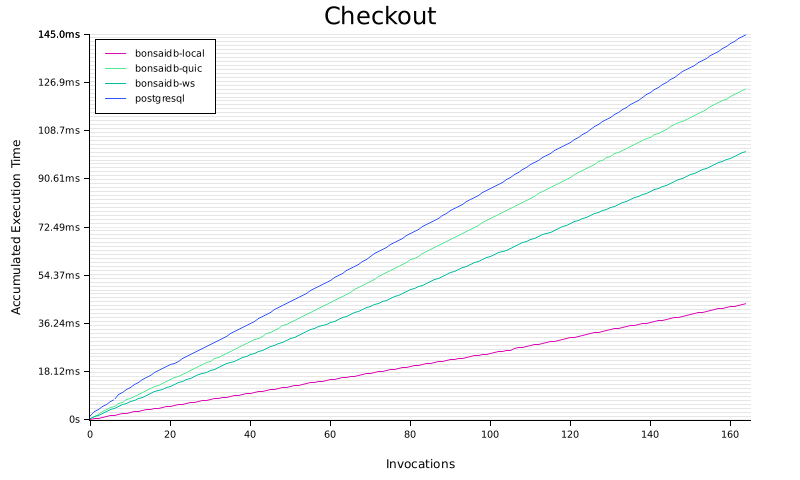 Checkout
145.0ms
126.9ms
108.7ms
90.61ms
72.49ms
54.37ms
36.24ms
18.12ms
0s
Accumulated Execution Time
bonsaidb-local
bonsaidb-quic
bonsaidb-ws
postgresql
0 20 40 60 80 100 120 140 160
Invocations